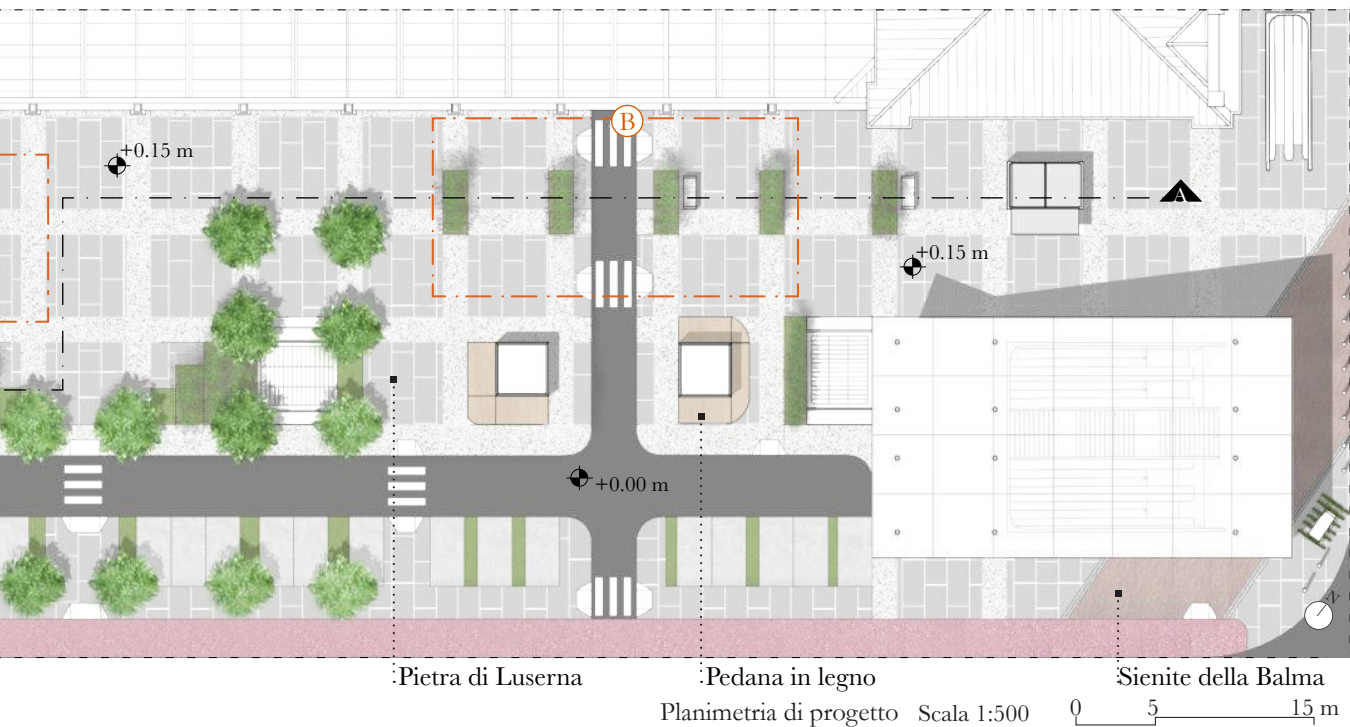 B
+0.15 m
A
+0.15 m
+0.00 m
N
Pietra di Luserna
Pedana in legno
Sienite della Balma
Planimetria di progetto Scala 1:500
0 5 15 m